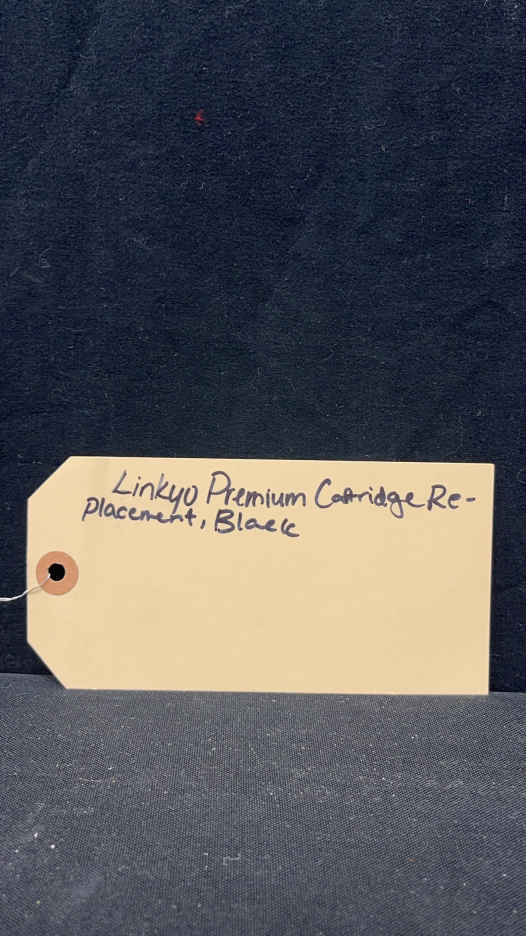 Linkyo Premium Cartridge Re-
placement, Black